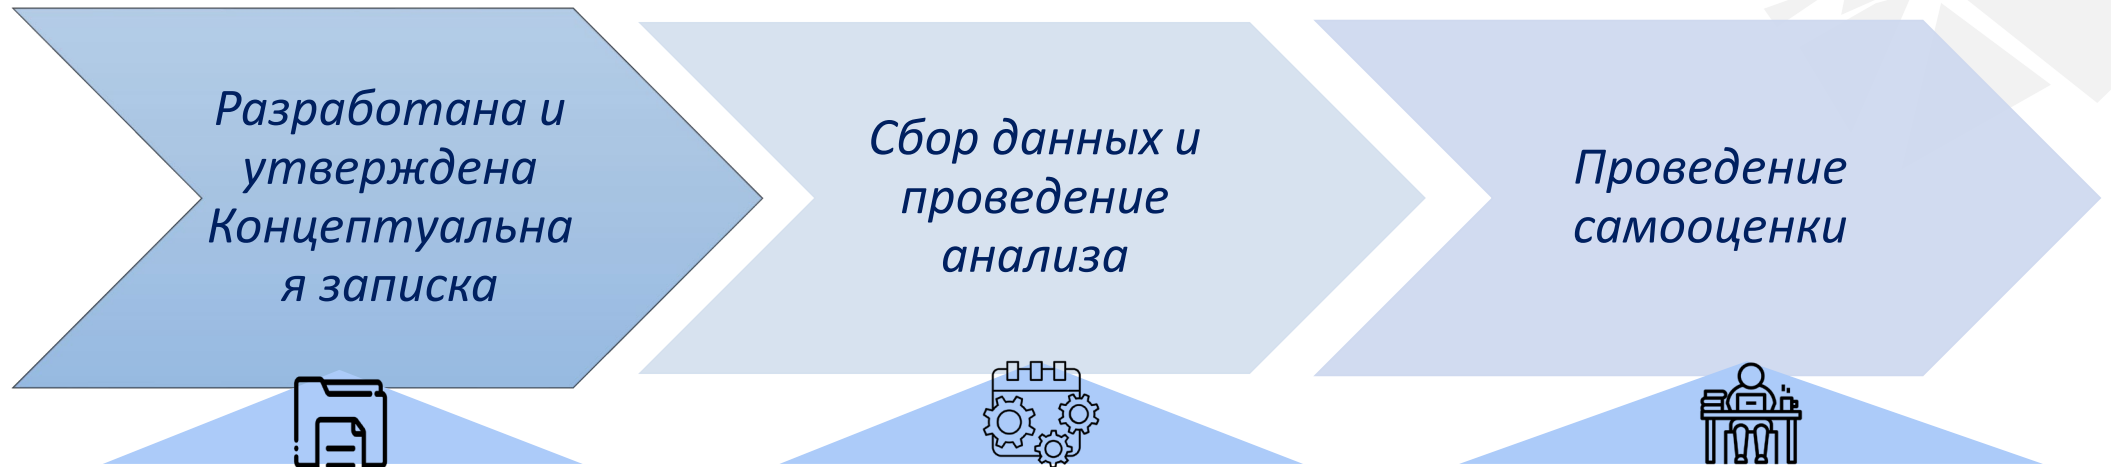 Разработана и
утверждена
Концептуальна
я записка
Сбор данных и
проведение
анализа
Проведение
самооценки